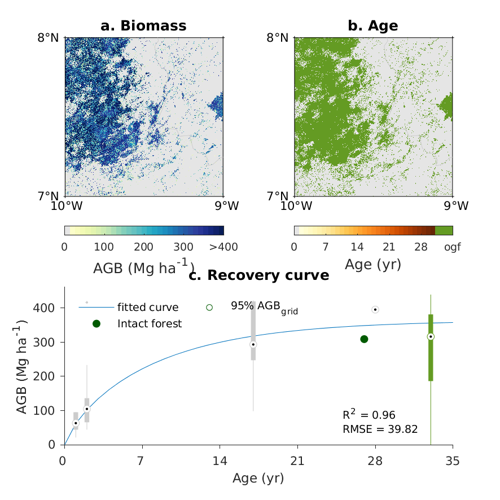 a. Biomass
b. Age
8°N
7°N
10°W
9°W
8°N
7°N
10°W
9°W
0 100 200 300 >400
AGB (Mg ha⁻¹)
0 7 14 21 28 ogf
Age (yr)
c. Recovery curve
fitted curve
Intact forest
95% AGB_grid
R² = 0.96
RMSE = 39.82
AGB (Mg ha⁻¹)
400
300
200
100
0
0 7 14 21 28 35
Age (yr)